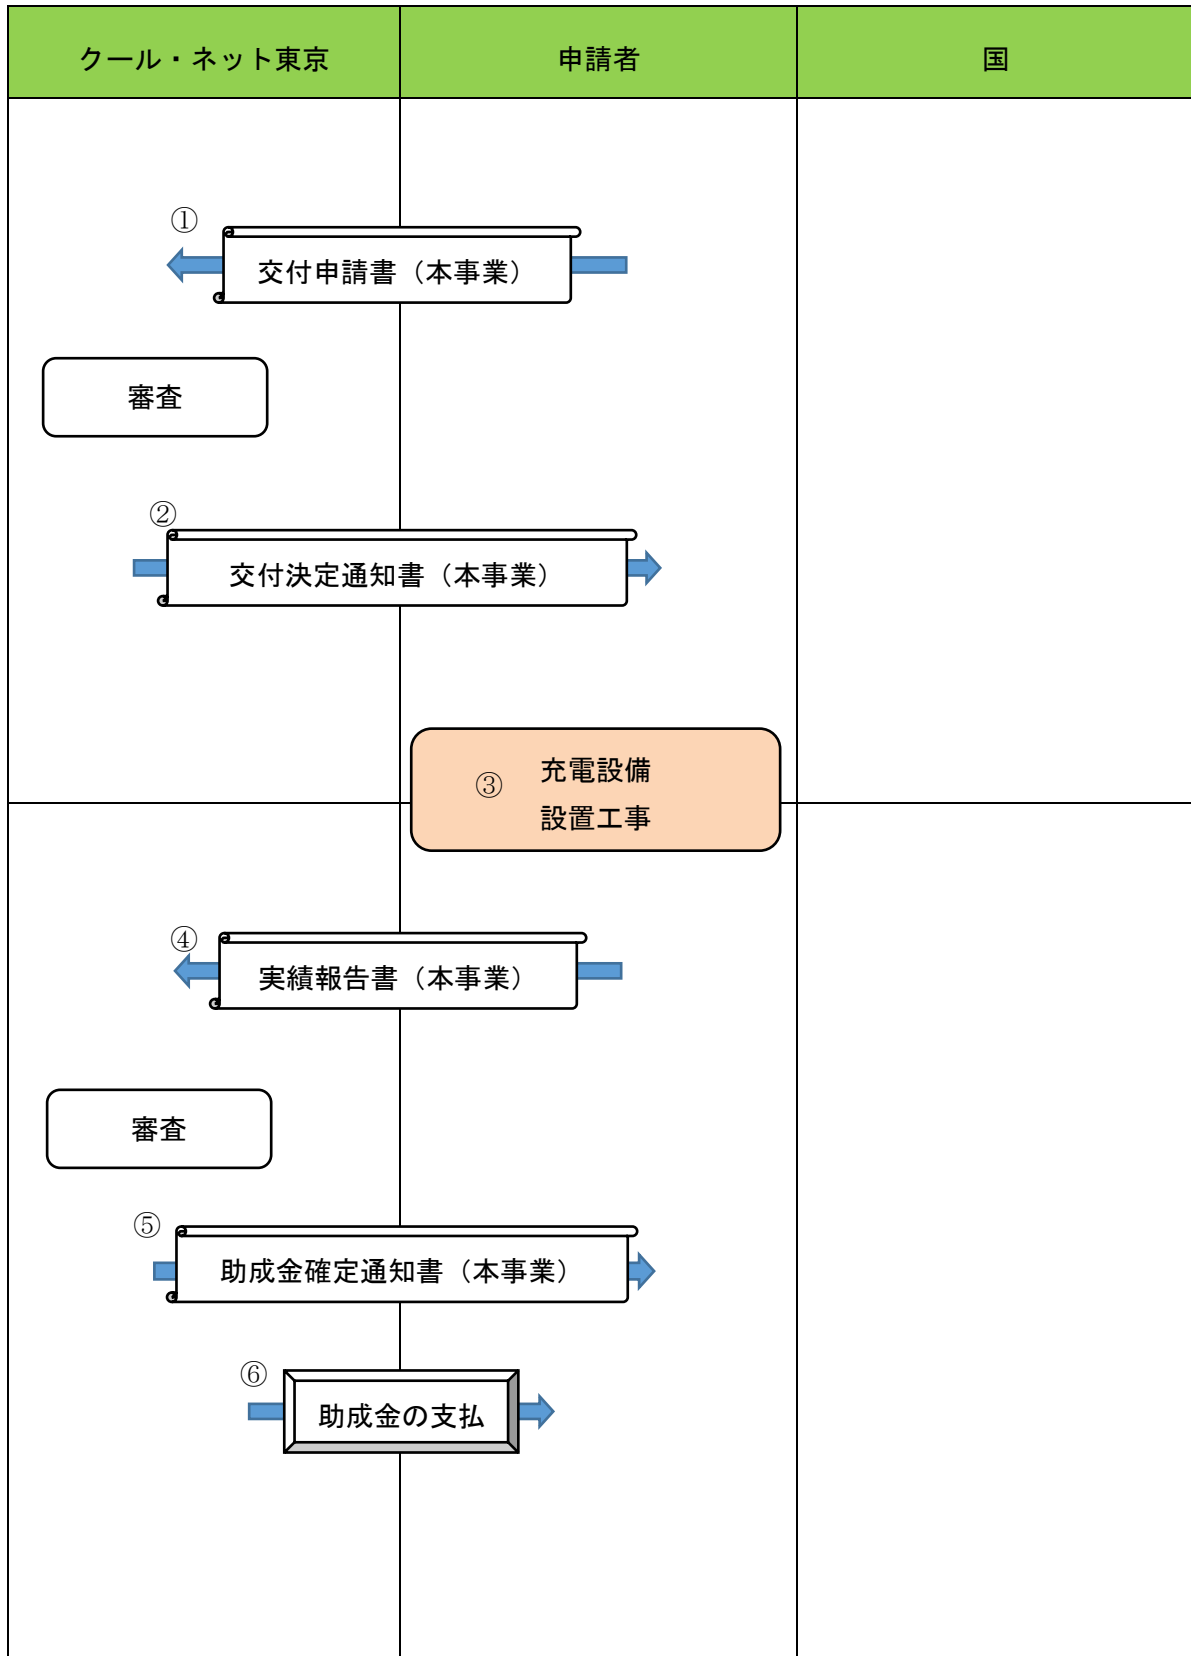 クール・ネット東京
申請者
国
①
交付申請書（本事業）
審査
②
交付決定通知書（本事業）
③
充電設備
設置工事
④
実績報告書（本事業）
審査
⑤
助成金確定通知書（本事業）
⑥
助成金の支払